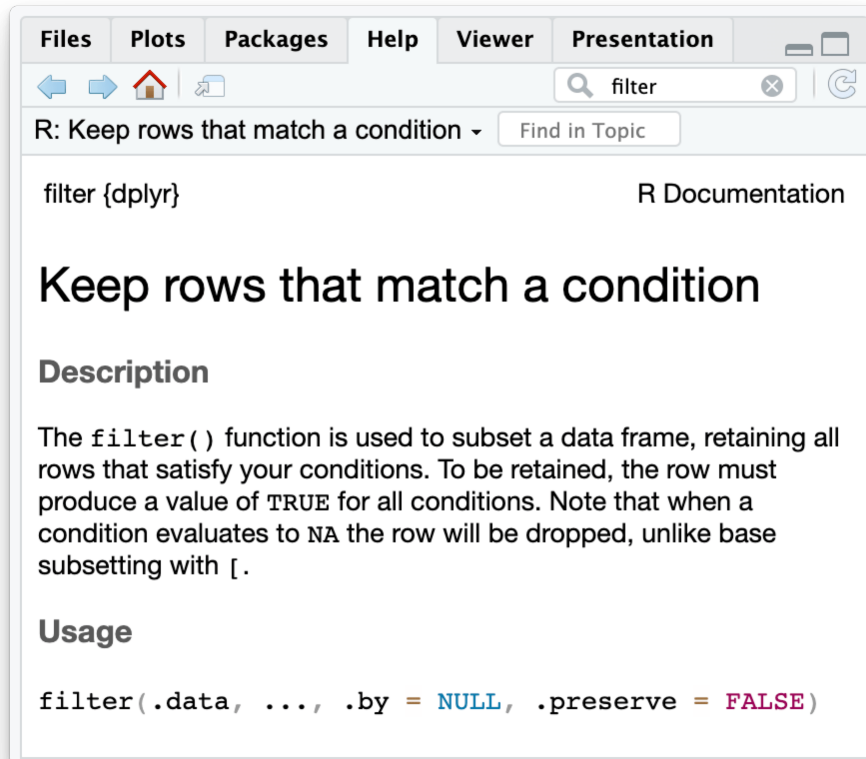 Files Plots Packages Help Viewer Presentation
filter
R: Keep rows that match a condition Find in Topic
filter {dplyr} R Documentation
Keep rows that match a condition
Description
The filter() function is used to subset a data frame, retaining all
rows that satisfy your conditions. To be retained, the row must
produce a value of TRUE for all conditions. Note that when a
condition evaluates to NA the row will be dropped, unlike base
subsetting with [.
Usage
filter(.data, ..., .by = NULL, .preserve = FALSE)